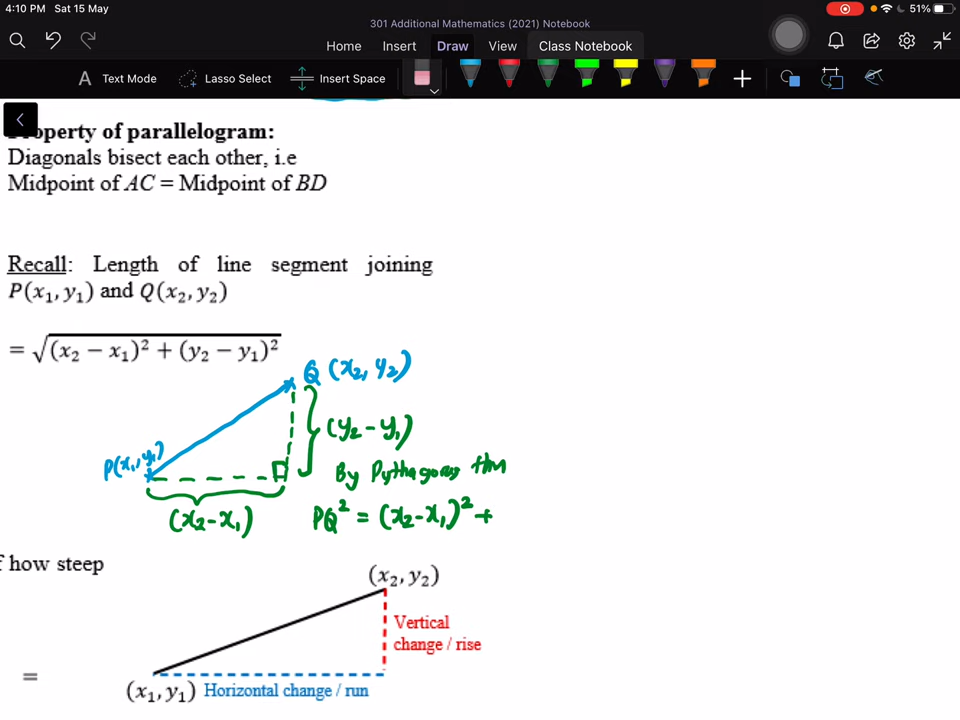 4:10 PM Sat 15 May
51%
301 Additional Mathematics (2021) Notebook
Home Insert Draw View Class Notebook
Text Mode Lasso Select Insert Space
roperty of parallelogram:
Diagonals bisect each other, i.e
Midpoint of AC = Midpoint of BD
Recall: Length of line segment joining
P(x₁, y₁) and Q(x₂, y₂)
= √(x₂ − x₁)² + (y₂ − y₁)²
Q (x₂, y₂)
(y₂ − y₁)
P(x₁, y₁)
By Pythagoras thm
(x₂-x₁)
PQ² = (x₂-x₁)² +
f how steep
(x₂, y₂)
Vertical
change / rise
=
(x₁, y₁) Horizontal change / run